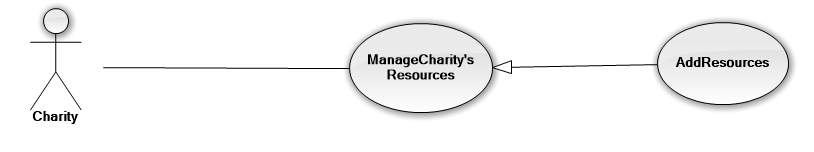 ManageCharity's
Resources
AddResources
Charity